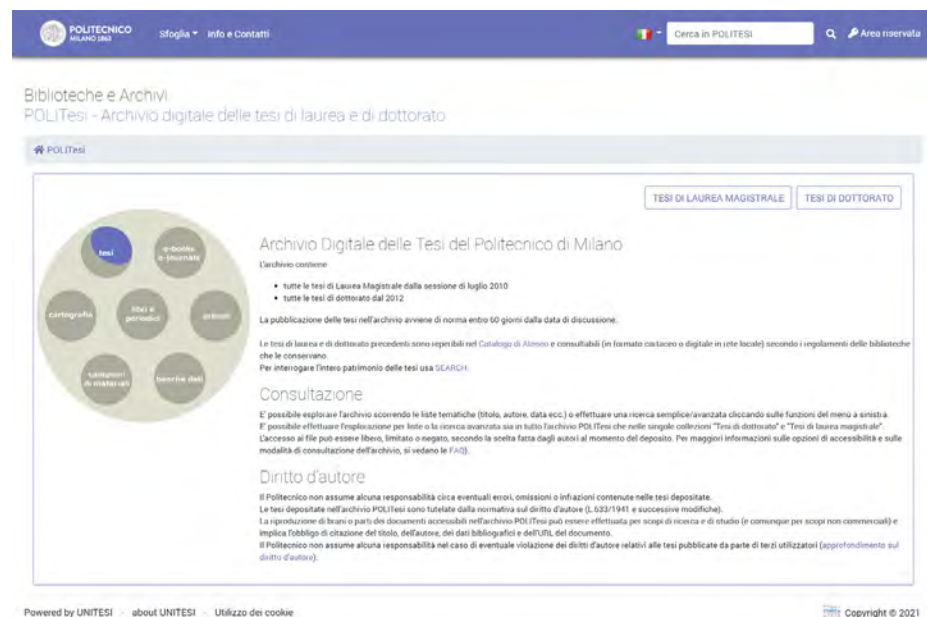 POLITECNICO
MILANO 1863
Sfoglia
Info e Contatti
Cerca in POLITESI
Area riservata
Biblioteche e Archivi
POLITesi - Archivio digitale delle tesi di laurea e di dottorato
POLITesi
TESI DI LAUREA MAGISTRALE
TESI DI DOTTORATO
tesi
e-books
e-journals
cartografia
libri e
periodici
archivi
campioni
di materiali
banche dati
Archivio Digitale delle Tesi del Politecnico di Milano
L'archivio contiene
tutte le tesi di Laurea Magistrale dalla sessione di luglio 2010
tutte le tesi di dottorato dal 2012
La pubblicazione delle tesi nell'archivio avviene di norma entro 60 giorni dalla data di discussione.
Le tesi di laurea e di dottorato precedenti sono reperibili nel Catalogo di Ateneo e consultabili (in formato cartaceo o digitale in rete locale) secondo i regolamenti delle biblioteche
che le conservano.
Per interrogare l'intero patrimonio delle tesi usa SEARCH.
Consultazione
E' possibile esplorare l'archivio scorrendo le liste tematiche (titolo, autore, data ecc.) o effettuare una ricerca semplice/avanzata cliccando sulle funzioni del menù a sinistra.
E' possibile effettuare l'esplorazione per liste o la ricerca avanzata sia in tutto l'archivio POLITesi che nelle singole collezioni "Tesi di dottorato" e "Tesi di laurea magistrale".
L'accesso ai file può essere libero, limitato o negato, secondo la scelta fatta dagli autori al momento del deposito. Per maggiori informazioni sulle opzioni di accessibilità e sulle
modalità di consultazione dell'archivio, si vedano le FAQ).
Diritto d'autore
Il Politecnico non assume alcuna responsabilità circa eventuali errori, omissioni o infrazioni contenute nelle tesi depositate.
Le tesi depositate nell'archivio POLITesi sono tutelate dalla normativa sul diritto d'autore (L.633/1941 e successive modifiche).
La riproduzione di brani o parti dei documenti accessibili nell'archivio POLITesi può essere effettuata per scopi di ricerca e di studio (e comunque per scopi non commerciali) e
implica l'obbligo di citazione del titolo, dell'autore, dei dati bibliografici e dell'URL del documento.
Il Politecnico non assume alcuna responsabilità nel caso di eventuale violazione dei diritti d'autore relativi alle tesi pubblicate da parte di terzi utilizzatori (approfondimento sul
diritto d'autore).
Powered by UNITESI - about UNITESI - Utilizzo dei cookie
Copyright © 2021